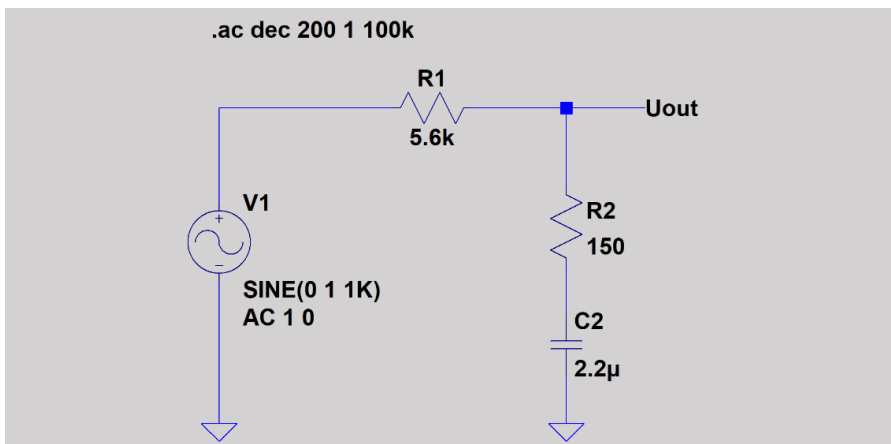 .ac dec 200 1 100k
R1
5.6k
Uout
V1
SINE(0 1 1K)
AC 1 0
R2
150
C2
2.2µ